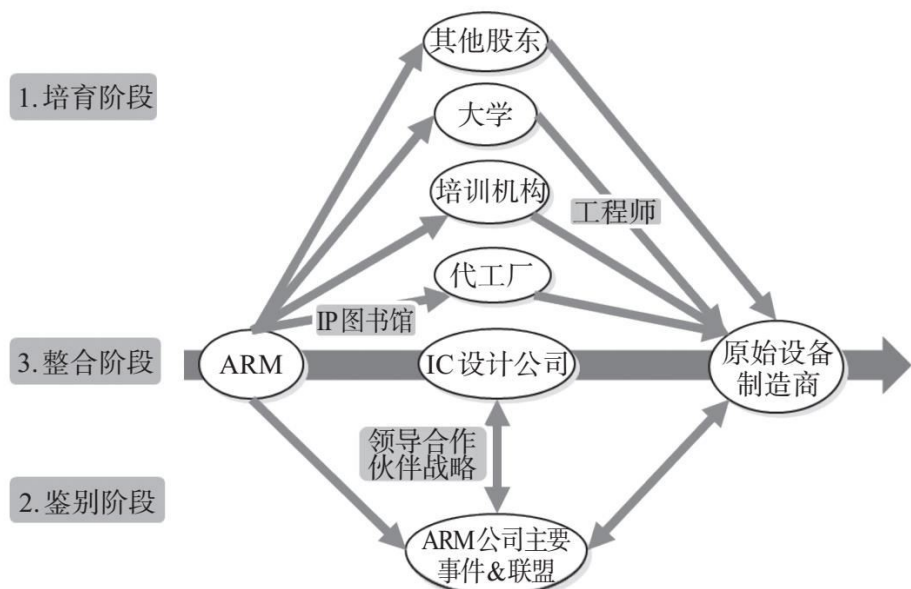 其他股东
1.培育阶段
大学
培训机构
工程师
代工厂
IP图书馆
3.整合阶段
ARM
IC设计公司
原始设备
制造商
领导合作
伙伴战略
2.鉴别阶段
ARM公司主要
事件&联盟